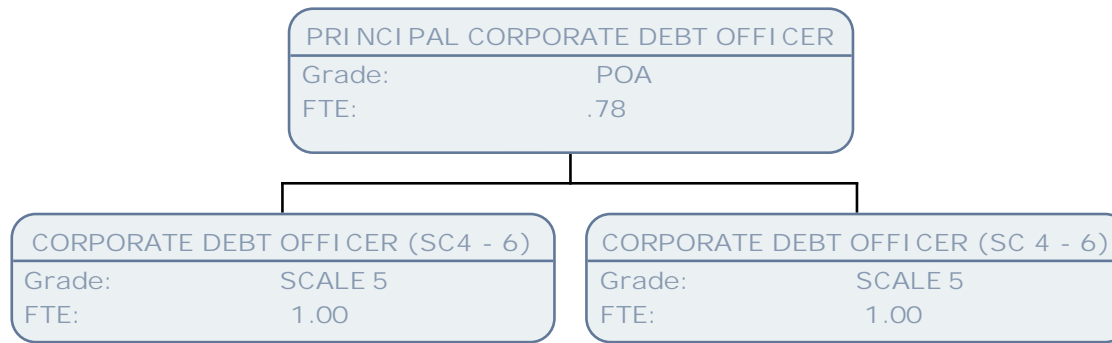 PRINCIPAL CORPORATE DEBT OFFICER
Grade: POA
FTE: .78
CORPORATE DEBT OFFICER (SC4 - 6)
Grade: SCALE 5
FTE: 1.00
CORPORATE DEBT OFFICER (SC 4 - 6)
Grade: SCALE 5
FTE: 1.00